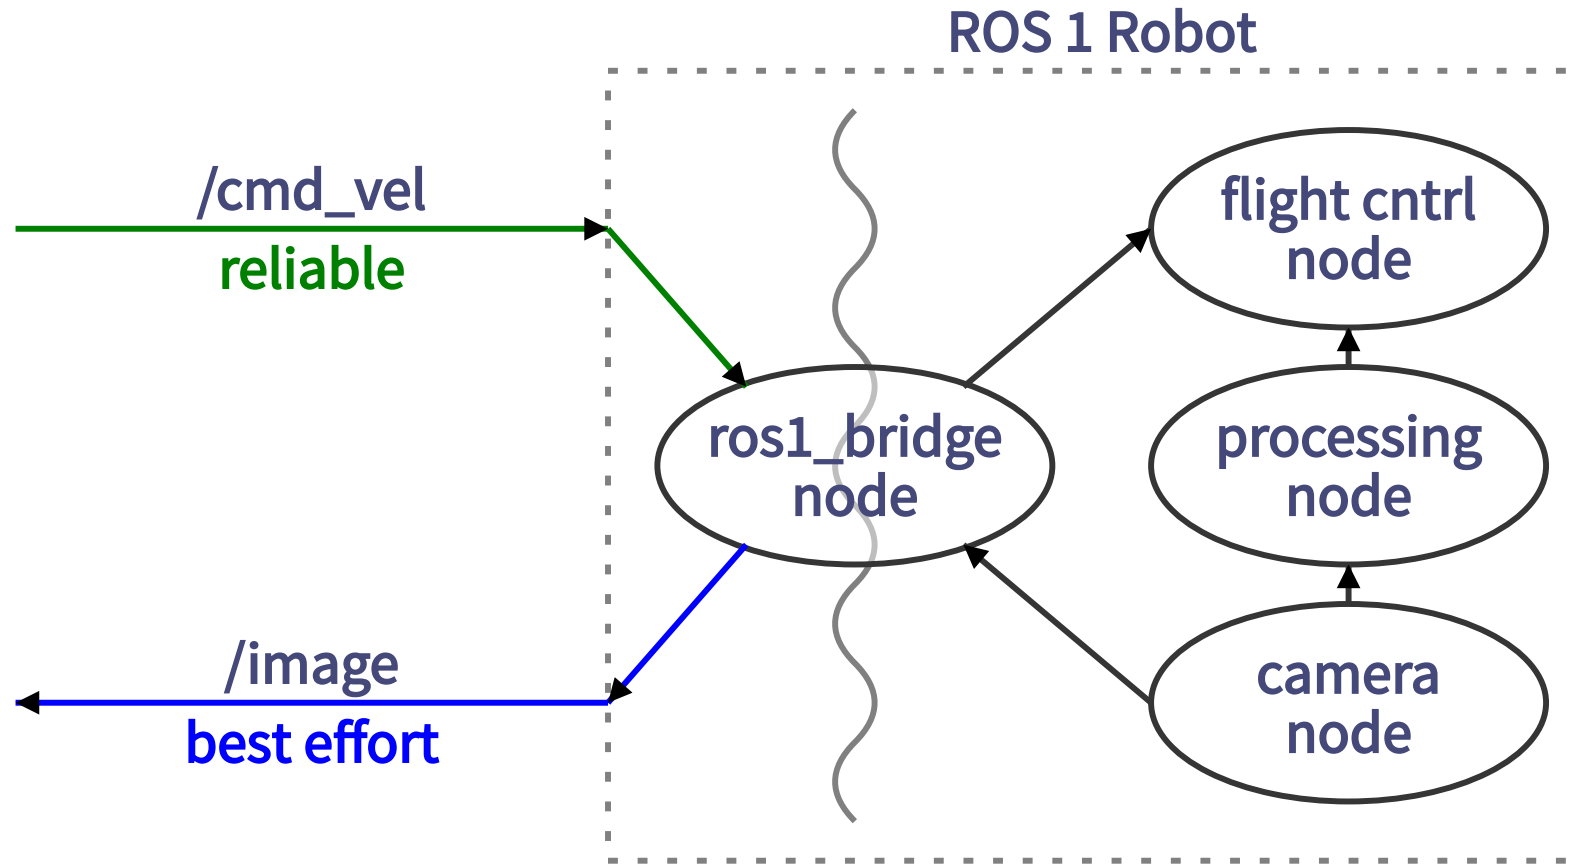 ROS 1 Robot
/cmd_vel
reliable
flight cntrl
node
ros1_bridge
node
processing
node
/image
best effort
camera
node